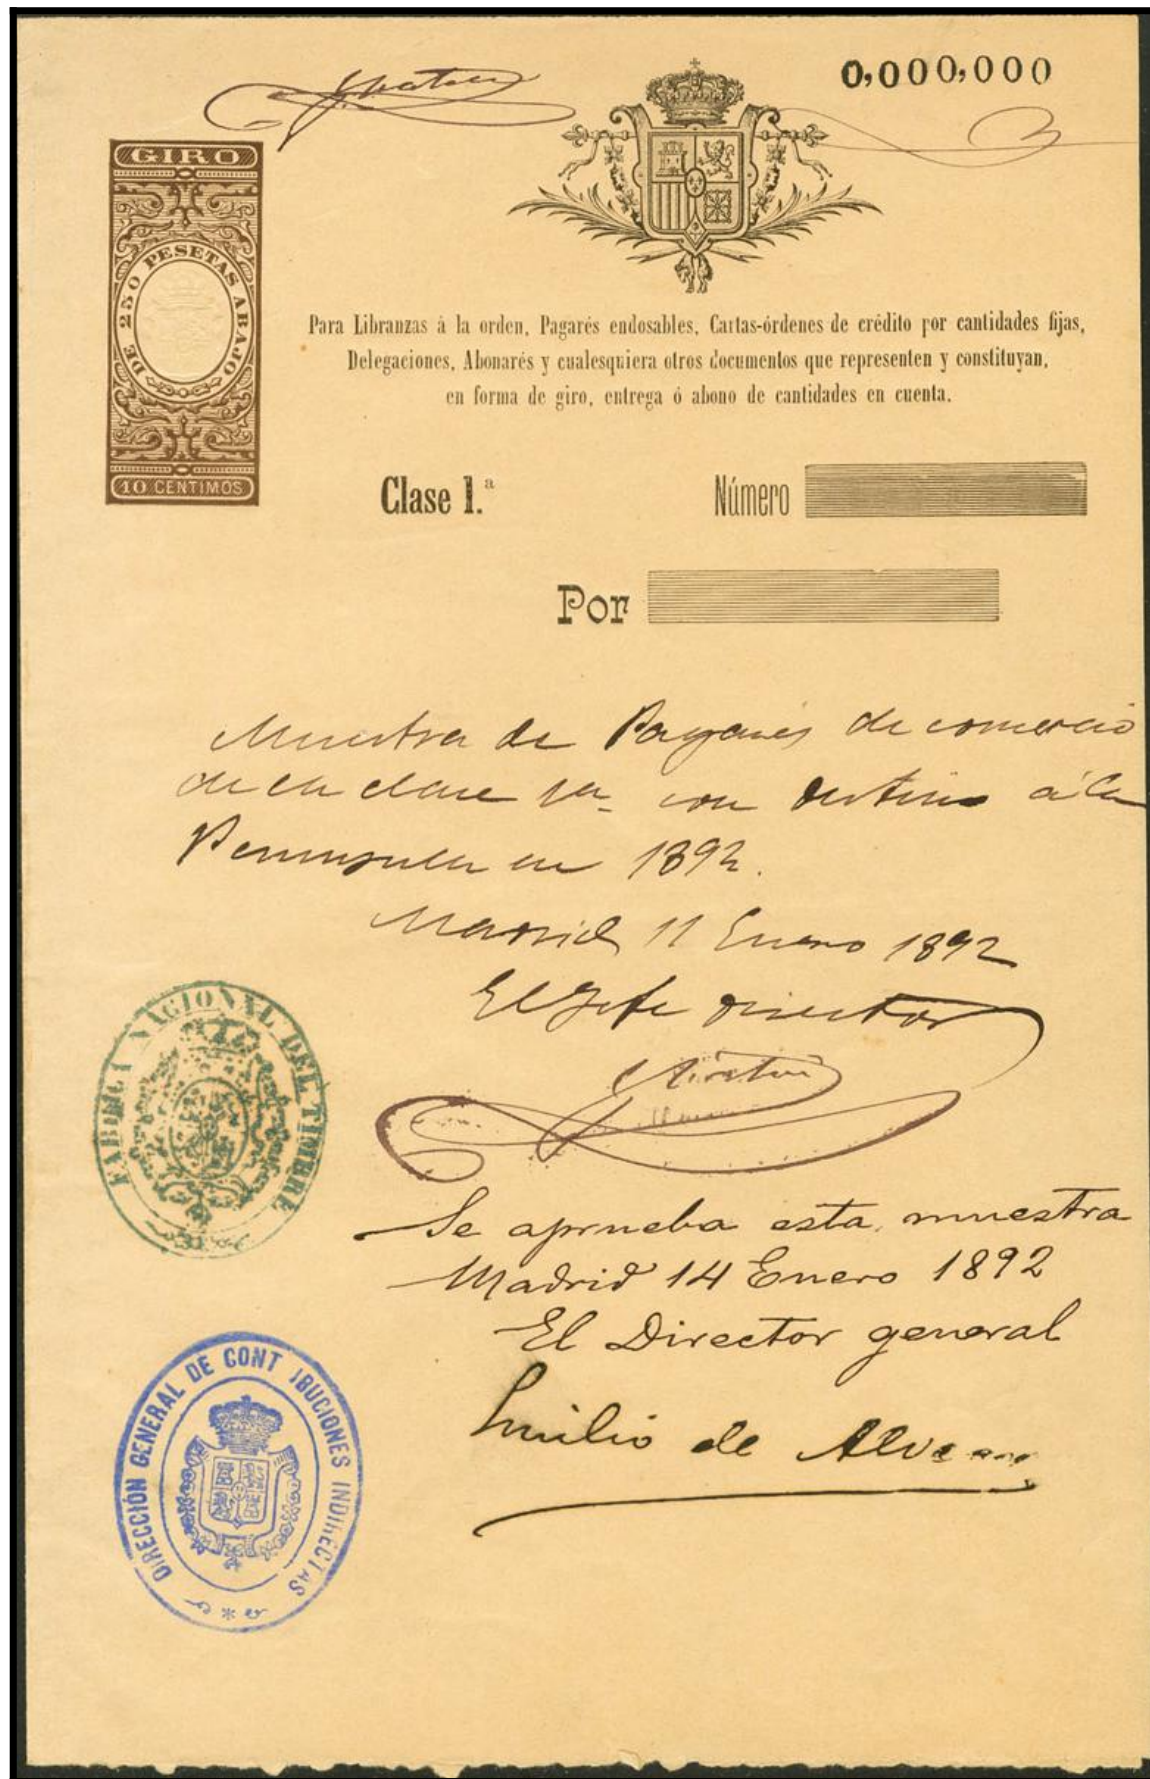 0,000,000
GIRO
DE 250 PESETAS ABAJO
10 CENTIMOS
Para Libranzas á la orden, Pagarés endosables, Cartas-órdenes de crédito por cantidades fijas,
Delegaciones, Abonarés y cualesquiera otros documentos que representen y constituyan,
en forma de giro, entrega ó abono de cantidades en cuenta.
Clase 1.ª
Número
Por
Muestra de Pagarés de comercio
de la clase 1ª con destino á la
Peninsula en 1892.
Madrid 11 Enero 1892
El Jefe Director
FABRICA NACIONAL DEL TIMBRE
Se aprueba esta muestra
Madrid 14 Enero 1892
El Director general
Emilio de
DIRECCIÓN GENERAL DE CONT IBUCIONES INDIRECTAS